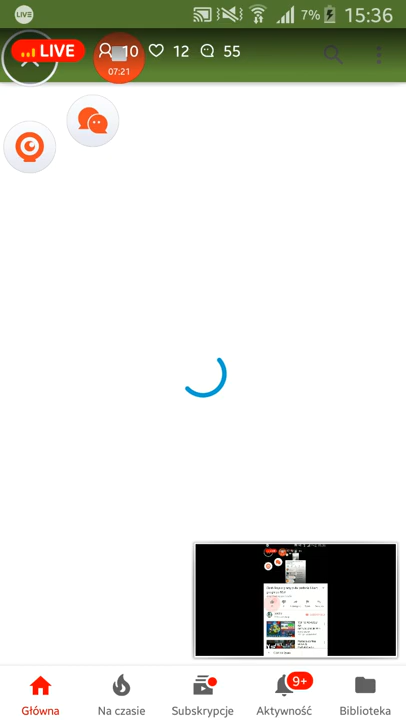 LIVE 7% 15:36
LIVE 10 12 55
07:21
9+
Główna Na czasie Subskrypcje Aktywność Biblioteka